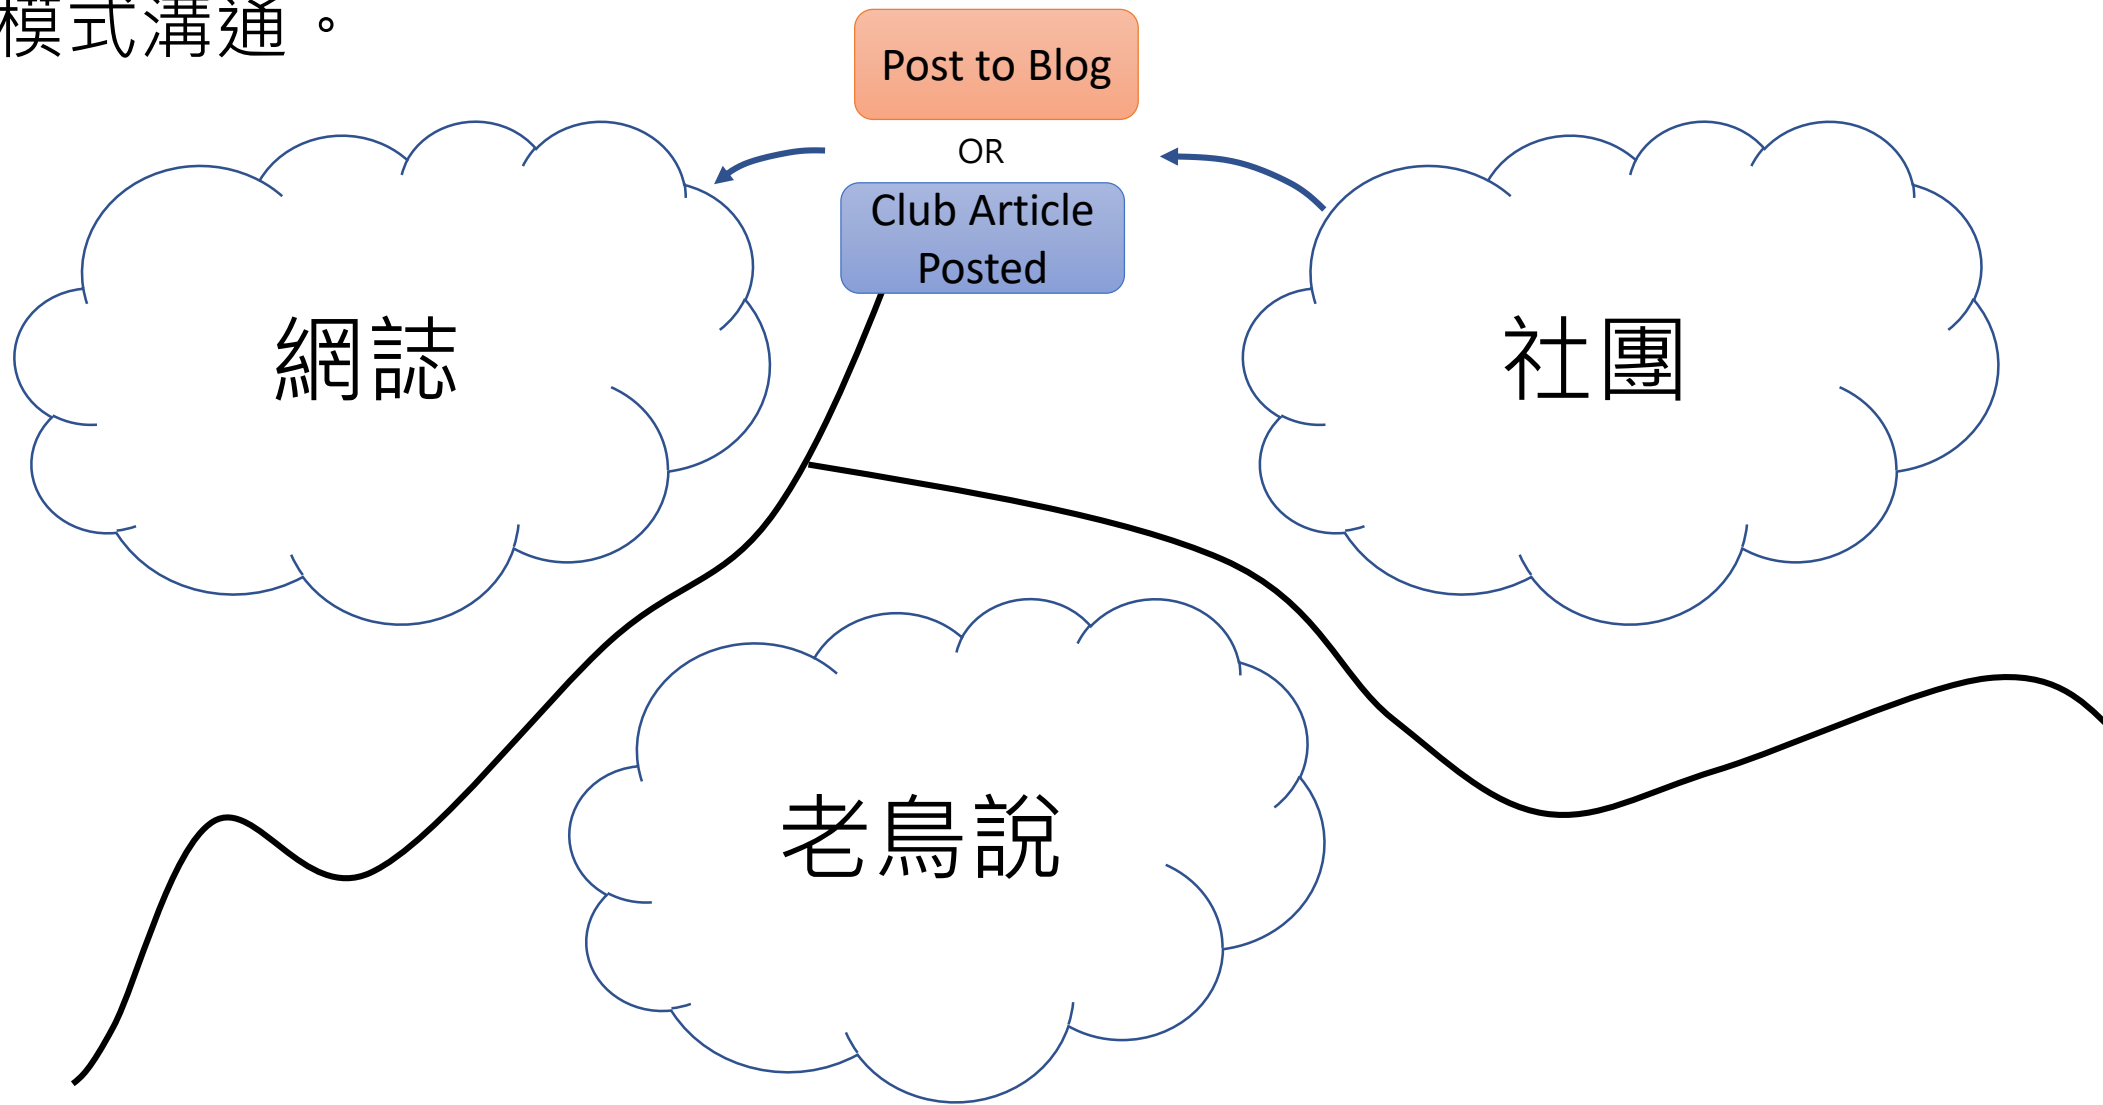 模式溝通。
Post to Blog
OR
Club Article
Posted
網誌
社團
老鳥說